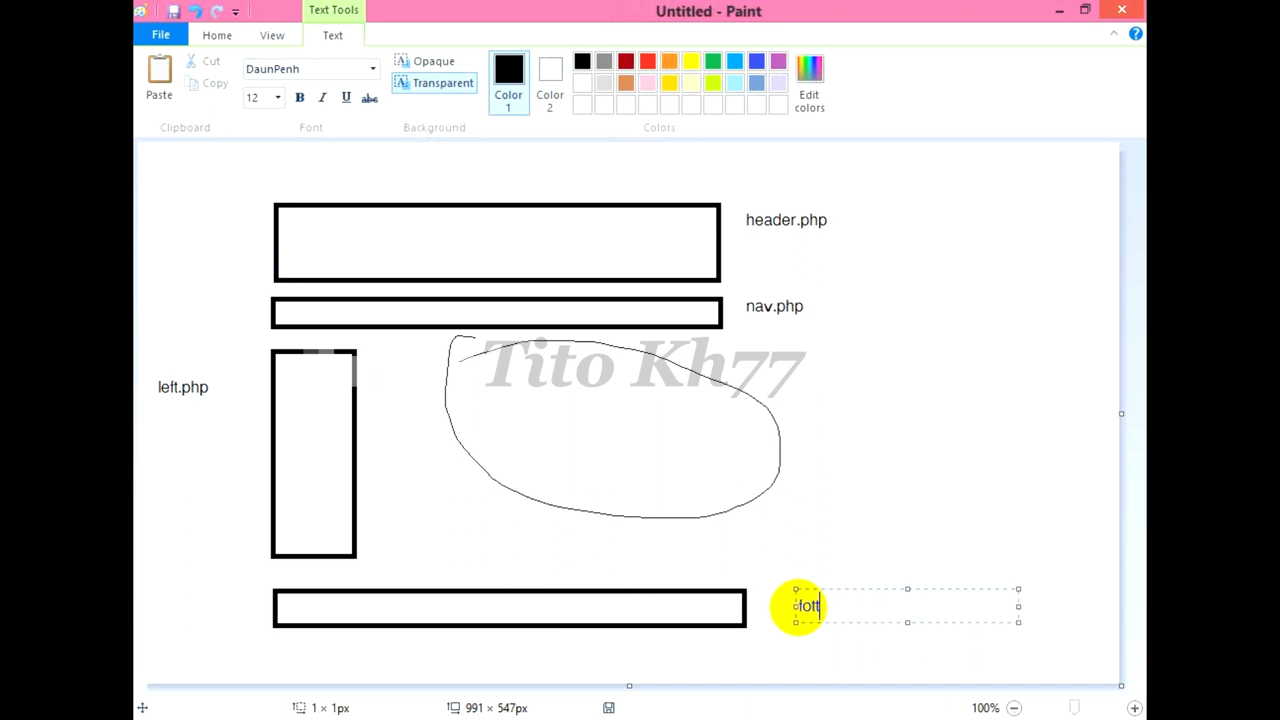 Text Tools
Untitled - Paint
File
Home
View
Text
Paste
Cut
Copy
Clipboard
DaunPenh
12
B I U abc
Font
Opaque
Transparent
Background
Color 1
Color 2
Edit colors
Colors
header.php
nav.php
Tito Kh77
left.php
fott
1 × 1px
991 × 547px
100%